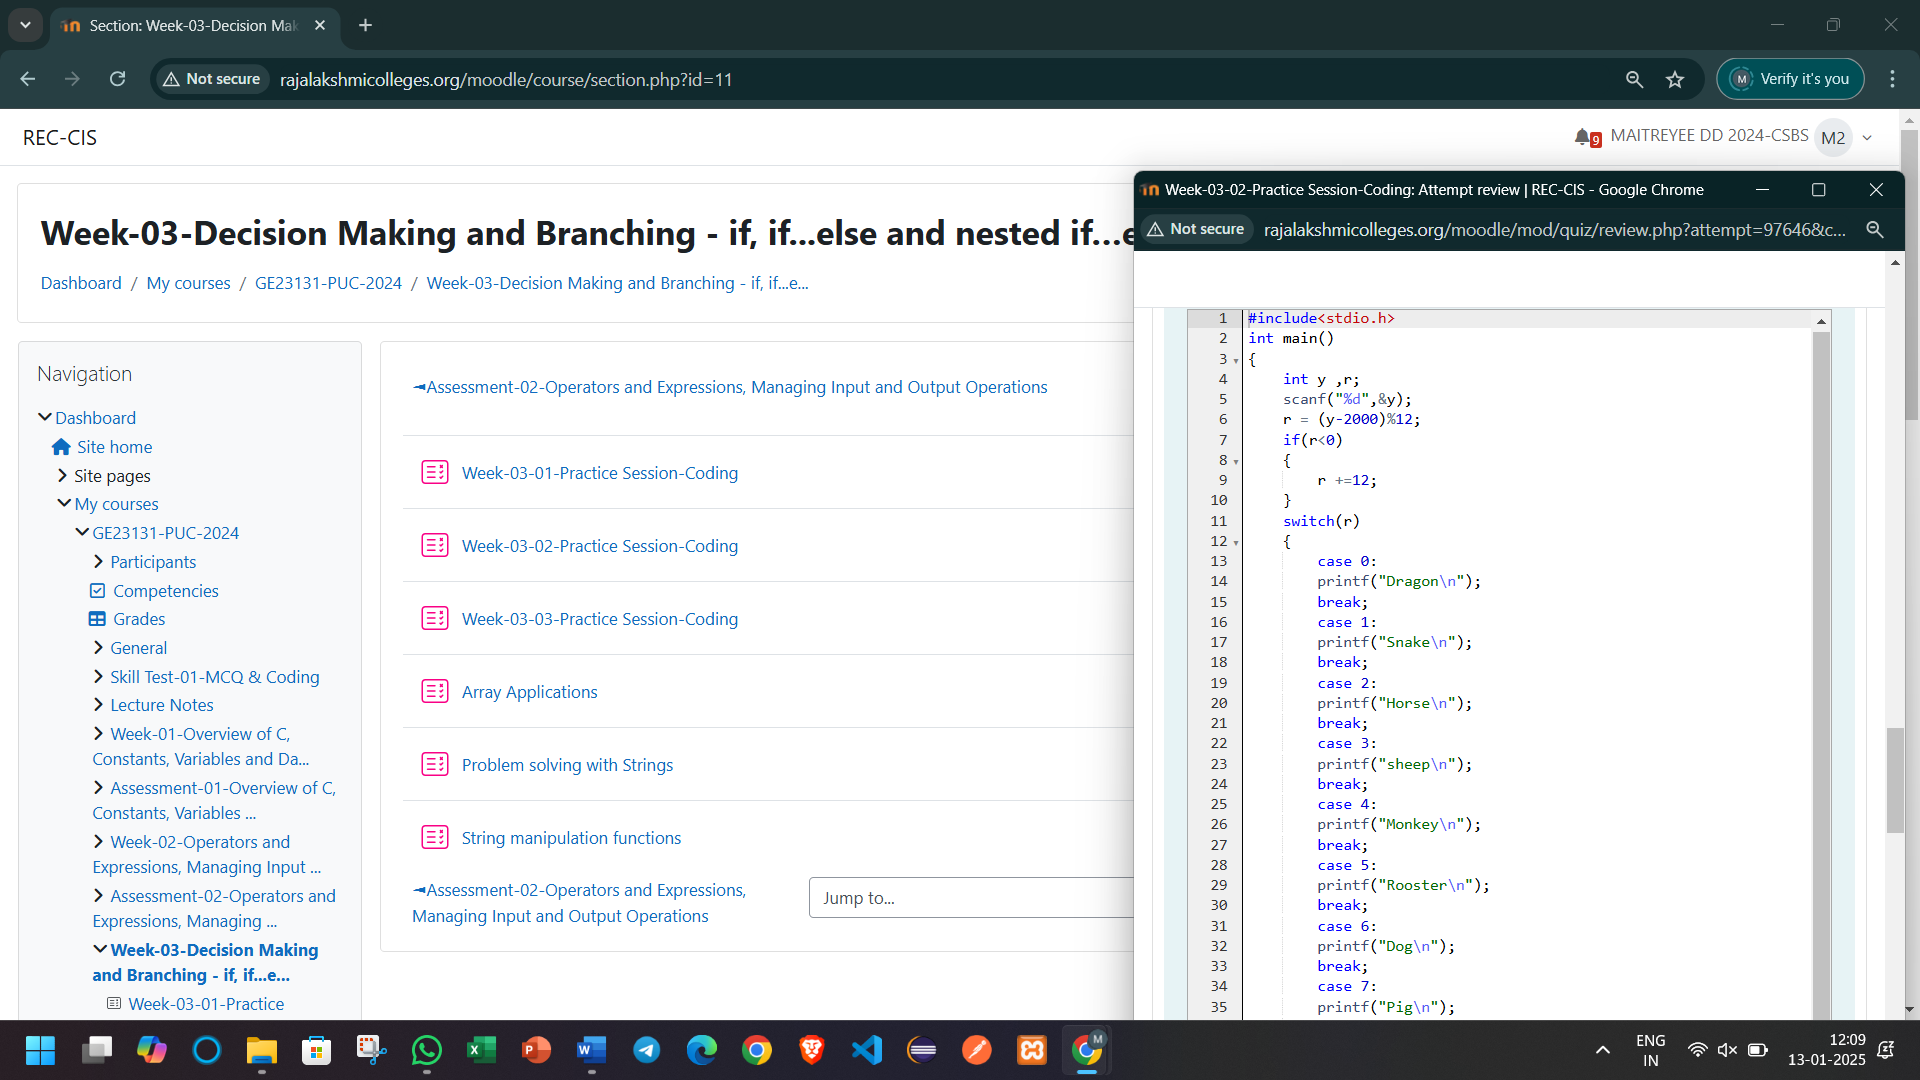 Section: Week-03-Decision Mak
Not secure
rajalakshmicolleges.org/moodle/course/section.php?id=11
M
Verify it's you
REC-CIS
9
MAITREYEE DD 2024-CSBS
M2
Week-03-Decision Making and Branching - if, if...else and nested if...e
Dashboard / My courses / GE23131-PUC-2024 / Week-03-Decision Making and Branching - if, if...e...
Navigation
Dashboard
Site home
Site pages
My courses
GE23131-PUC-2024
Participants
Competencies
Grades
General
Skill Test-01-MCQ & Coding
Lecture Notes
Week-01-Overview of C,
Constants, Variables and Da...
Assessment-01-Overview of C,
Constants, Variables ...
Week-02-Operators and
Expressions, Managing Input ...
Assessment-02-Operators and
Expressions, Managing ...
Week-03-Decision Making
and Branching - if, if...e...
Week-03-01-Practice
◄Assessment-02-Operators and Expressions, Managing Input and Output Operations
Week-03-01-Practice Session-Coding
Week-03-02-Practice Session-Coding
Week-03-03-Practice Session-Coding
Array Applications
Problem solving with Strings
String manipulation functions
◄Assessment-02-Operators and Expressions,
Managing Input and Output Operations
Jump to...
Week-03-02-Practice Session-Coding: Attempt review | REC-CIS - Google Chrome
Not secure
rajalakshmicolleges.org/moodle/mod/quiz/review.php?attempt=97646&c...
1 #include<stdio.h>
2 int main()
3 {
4 int y ,r;
5 scanf("%d",&y);
6 r = (y-2000)%12;
7 if(r<0)
8 {
9 r +=12;
10 }
11 switch(r)
12 {
13 case 0:
14 printf("Dragon\n");
15 break;
16 case 1:
17 printf("Snake\n");
18 break;
19 case 2:
20 printf("Horse\n");
21 break;
22 case 3:
23 printf("sheep\n");
24 break;
25 case 4:
26 printf("Monkey\n");
27 break;
28 case 5:
29 printf("Rooster\n");
30 break;
31 case 6:
32 printf("Dog\n");
33 break;
34 case 7:
35 printf("Pig\n");
M
ENG
IN
12:09
13-01-2025